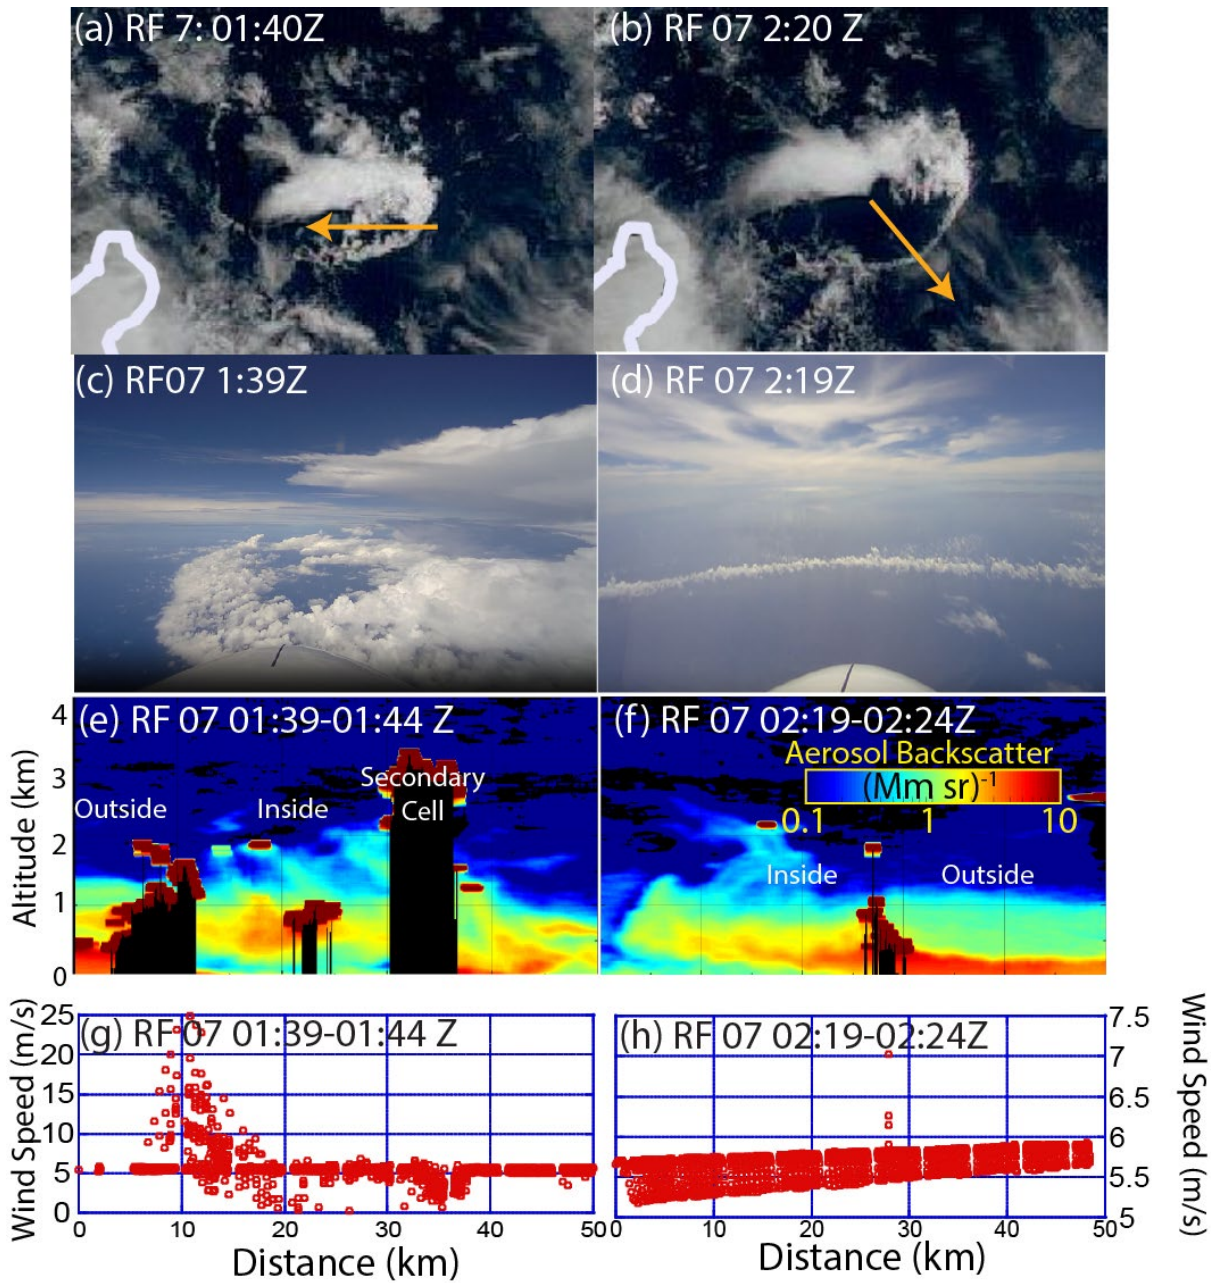 (a) RF 7: 01:40Z
(b) RF 07 2:20 Z
(c) RF07 1:39Z
(d) RF 07 2:19Z
(e) RF 07 01:39-01:44 Z
(f) RF 07 02:19-02:24Z
Aerosol Backscatter
(Mm sr)-1
0.1 1 10
Secondary
Cell
Outside
Inside
Inside
Outside
Altitude (km)
4
3
2
1
0
(g) RF 07 01:39-01:44 Z
(h) RF 07 02:19-02:24Z
Wind Speed (m/s)
25
20
15
10
5
0
7.5
7
6.5
6
5.5
5
Wind Speed (m/s)
0 10 20 30 40 50
0 10 20 30 40 50
Distance (km)
Distance (km)